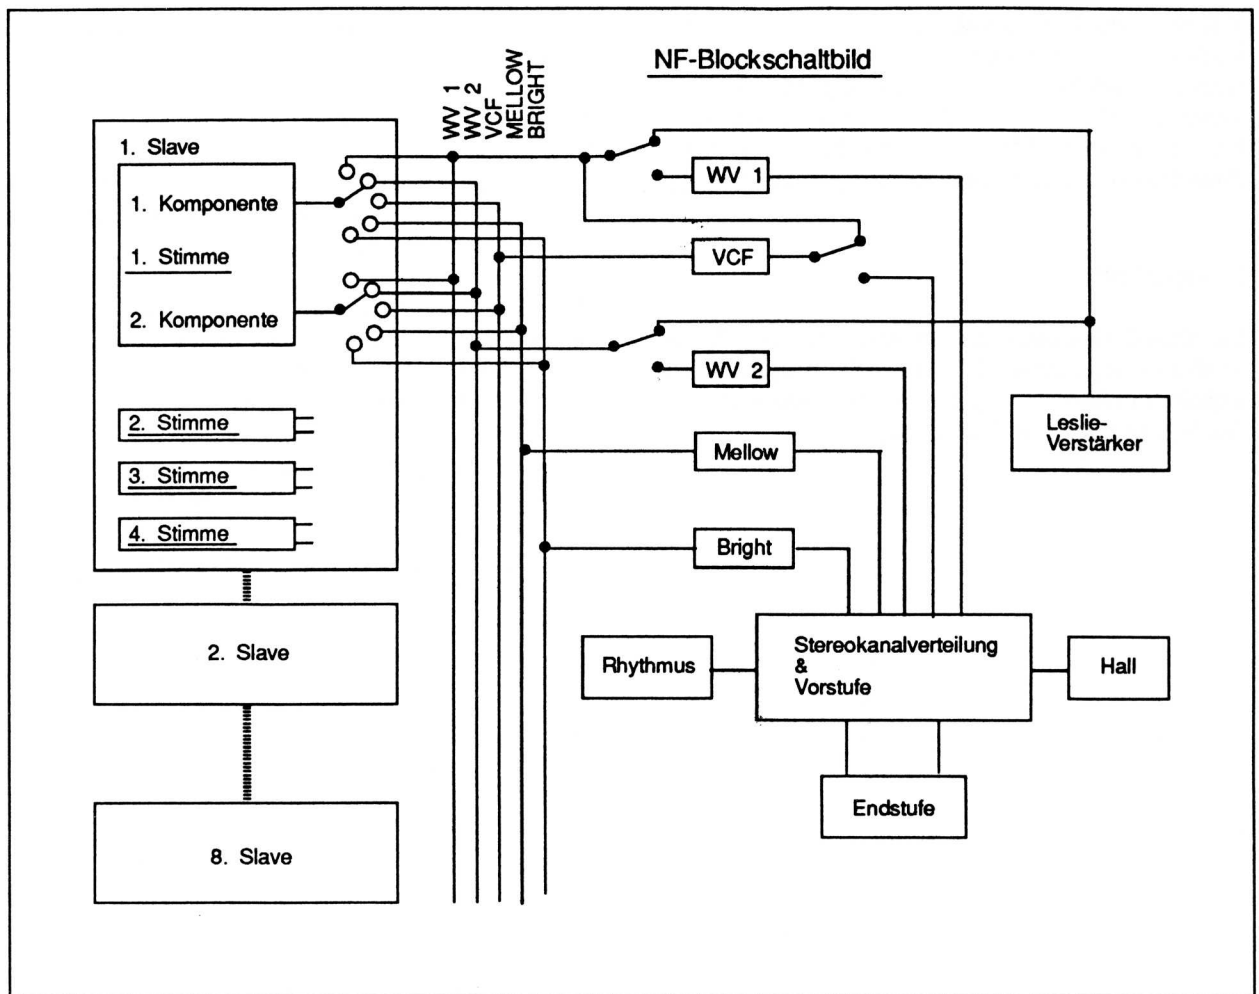 NF-Blockschaltbild
WV 1
WV 2
VCF
MELLOW
BRIGHT
1. Slave
1. Komponente
1. Stimme
2. Komponente
2. Stimme
3. Stimme
4. Stimme
2. Slave
8. Slave
WV 1
VCF
WV 2
Mellow
Bright
Leslie-
Verstärker
Rhythmus
Stereokanalverteilung
&
Vorstufe
Hall
Endstufe